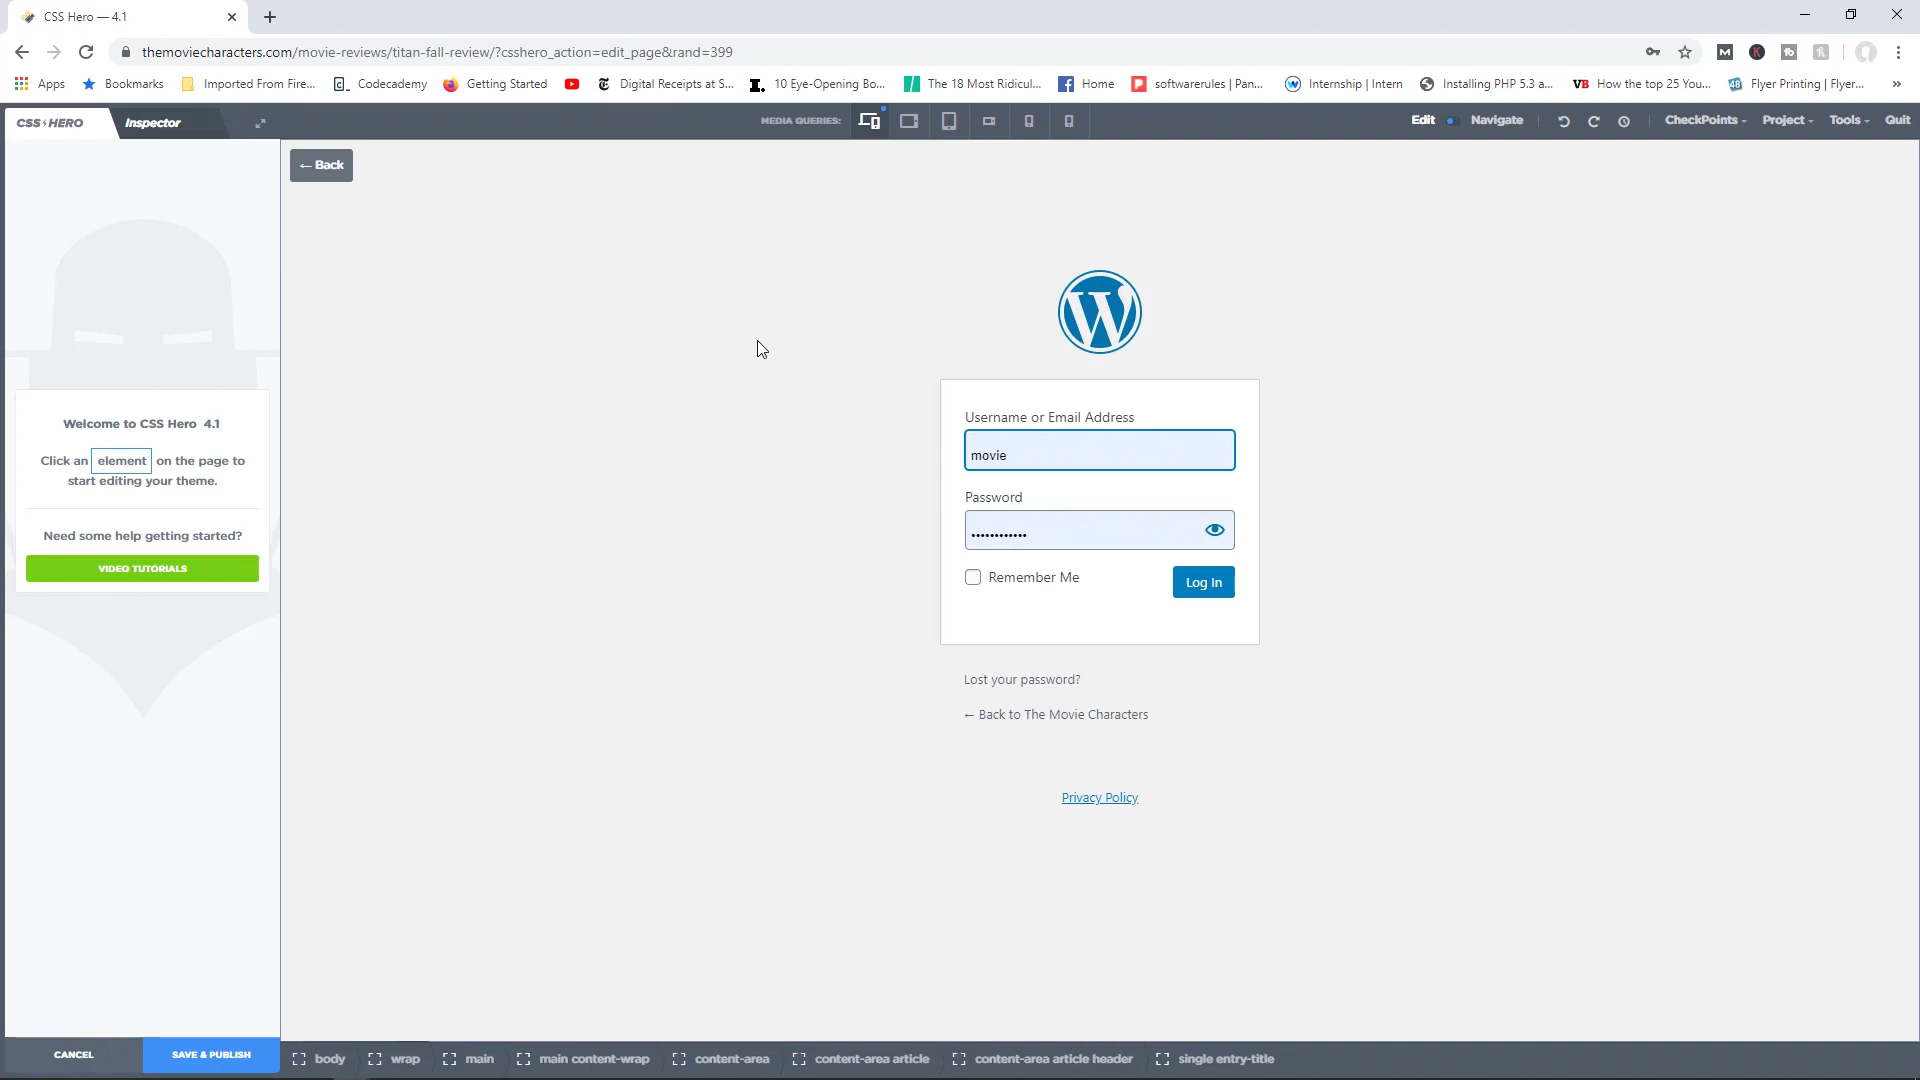 CSS Hero — 4.1
themoviecharacters.com/movie-reviews/titan-fall-review/?csshero_action=edit_page&rand=399
Apps
Bookmarks
Imported From Fire...
Codecademy
Getting Started
Digital Receipts at S...
10 Eye-Opening Bo...
The 18 Most Ridicul...
Home
softwarerules | Pan...
Internship | Intern
Installing PHP 5.3 a...
VB How the top 25 You...
Flyer Printing | Flyer...
CSS HERO
Inspector
MEDIA QUERIES:
Edit
Navigate
CheckPoints
Project
Tools
Quit
← Back
Welcome to CSS Hero 4.1
Click an element on the page to
start editing your theme.
Need some help getting started?
VIDEO TUTORIALS
Username or Email Address
movie
Password
••••••••••••
Remember Me
Log In
Lost your password?
← Back to The Movie Characters
Privacy Policy
CANCEL
SAVE & PUBLISH
body
wrap
main
main content-wrap
content-area
content-area article
content-area article header
single entry-title